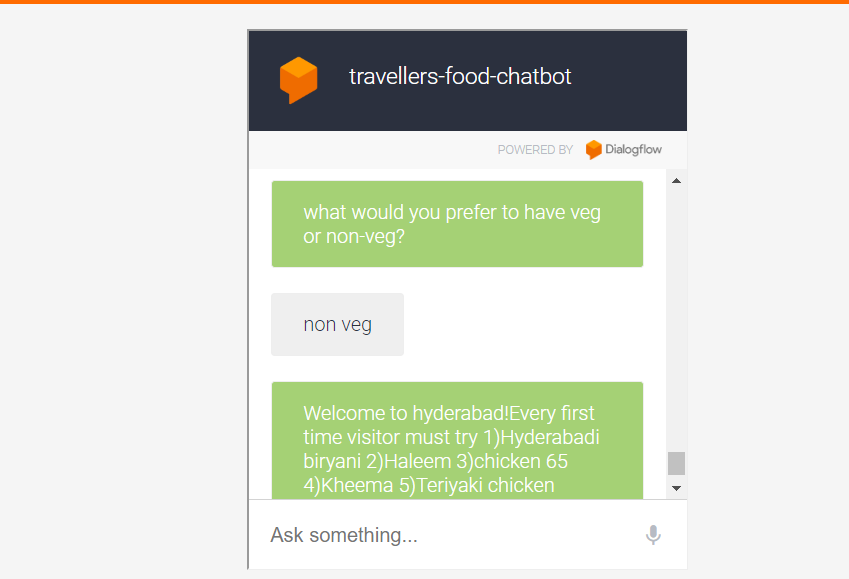 travellers-food-chatbot
POWERED BY Dialogflow
what would you prefer to have veg
or non-veg?
non veg
Welcome to hyderabad!Every first
time visitor must try 1)Hyderabadi
biryani 2)Haleem 3)chicken 65
4)Kheema 5)Teriyaki chicken
Ask something...